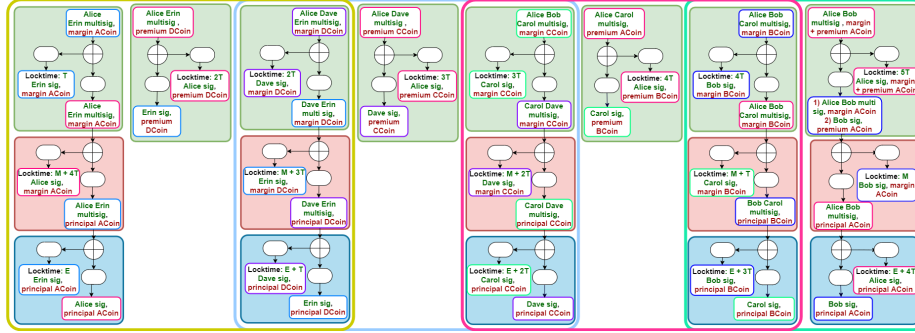 Alice
Erin multisig,
margin ACoin
Locktime: T
Erin sig,
margin ACoin
Alice
Erin multisig,
margin ACoin
Locktime: M + 4T
Alice sig,
margin ACoin
Alice Erin
multisig,
principal ACoin
Locktime: E
Erin sig,
principal ACoin
Alice sig,
principal ACoin
Alice Erin
multisig ,
premium DCoin
Locktime: 2T
Alice sig,
premium DCoin
Erin sig,
premium
DCoin
Alice Dave
Erin multisig,
margin DCoin
Locktime: 2T
Dave sig,
margin DCoin
Dave Erin
multi sig,
margin DCoin
Locktime: M + 3T
Erin sig,
margin DCoin
Dave Erin
multisig,
principal DCoin
Locktime: E + T
Dave sig,
principal DCoin
Erin sig,
principal DCoin
Alice Dave
multisig ,
premium CCoin
Locktime: 3T
Alice sig,
premium CCoin
Dave sig,
premium
CCoin
Alice Bob
Carol multisig,
margin CCoin
Locktime: 3T
Carol sig,
margin CCoin
Carol Dave
multisig,
margin CCoin
Locktime: M + 2T
Dave sig,
margin CCoin
Carol Dave
multisig,
principal CCoin
Locktime: E + 2T
Carol sig,
principal CCoin
Dave sig,
principal CCoin
Alice Carol
multisig,
premium BCoin
Locktime: 4T
Alice sig,
premium BCoin
Carol sig,
premium
BCoin
Alice Bob
Carol multisig,
margin BCoin
Locktime: 4T
Bob sig,
margin BCoin
Alice Bob
Carol multisig,
margin BCoin
Locktime: M + T
Carol sig,
margin BCoin
Bob Carol
multisig,
principal BCoin
Locktime: E + 3T
Bob sig,
principal BCoin
Carol sig,
principal BCoin
Alice Bob
multisig , margin
+ premium ACoin
Locktime: 5T
Alice sig, margin
+ premium ACoin
1) Alice Bob multi
sig, margin ACoin
2) Bob sig,
premium ACoin
Locktime: M
Bob sig, margin
ACoin
Alice Bob
multisig,
principal ACoin
Locktime: E + 4T
Alice sig,
principal ACoin
Bob sig,
principal ACoin